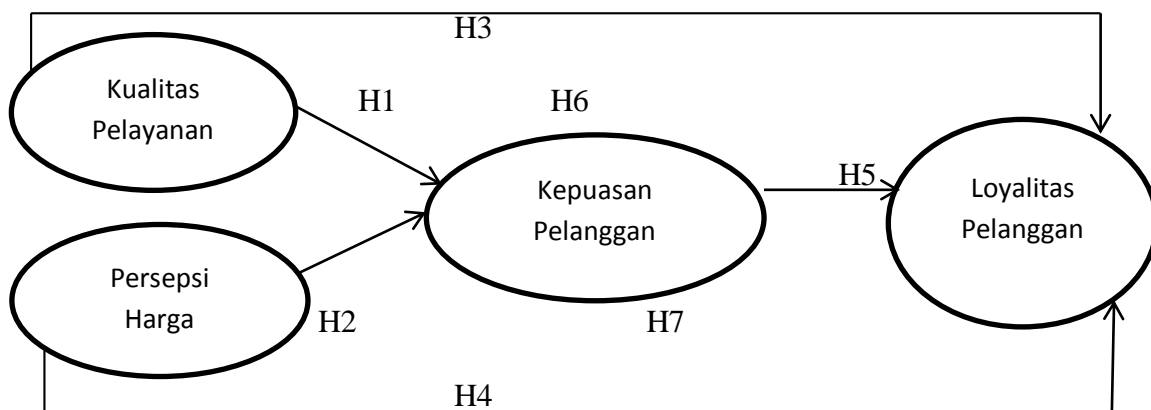 H3
Kualitas
Pelayanan
H1
H6
Kepuasan
Pelanggan
H5
Loyalitas
Pelanggan
Persepsi
Harga
H2
H7
H4